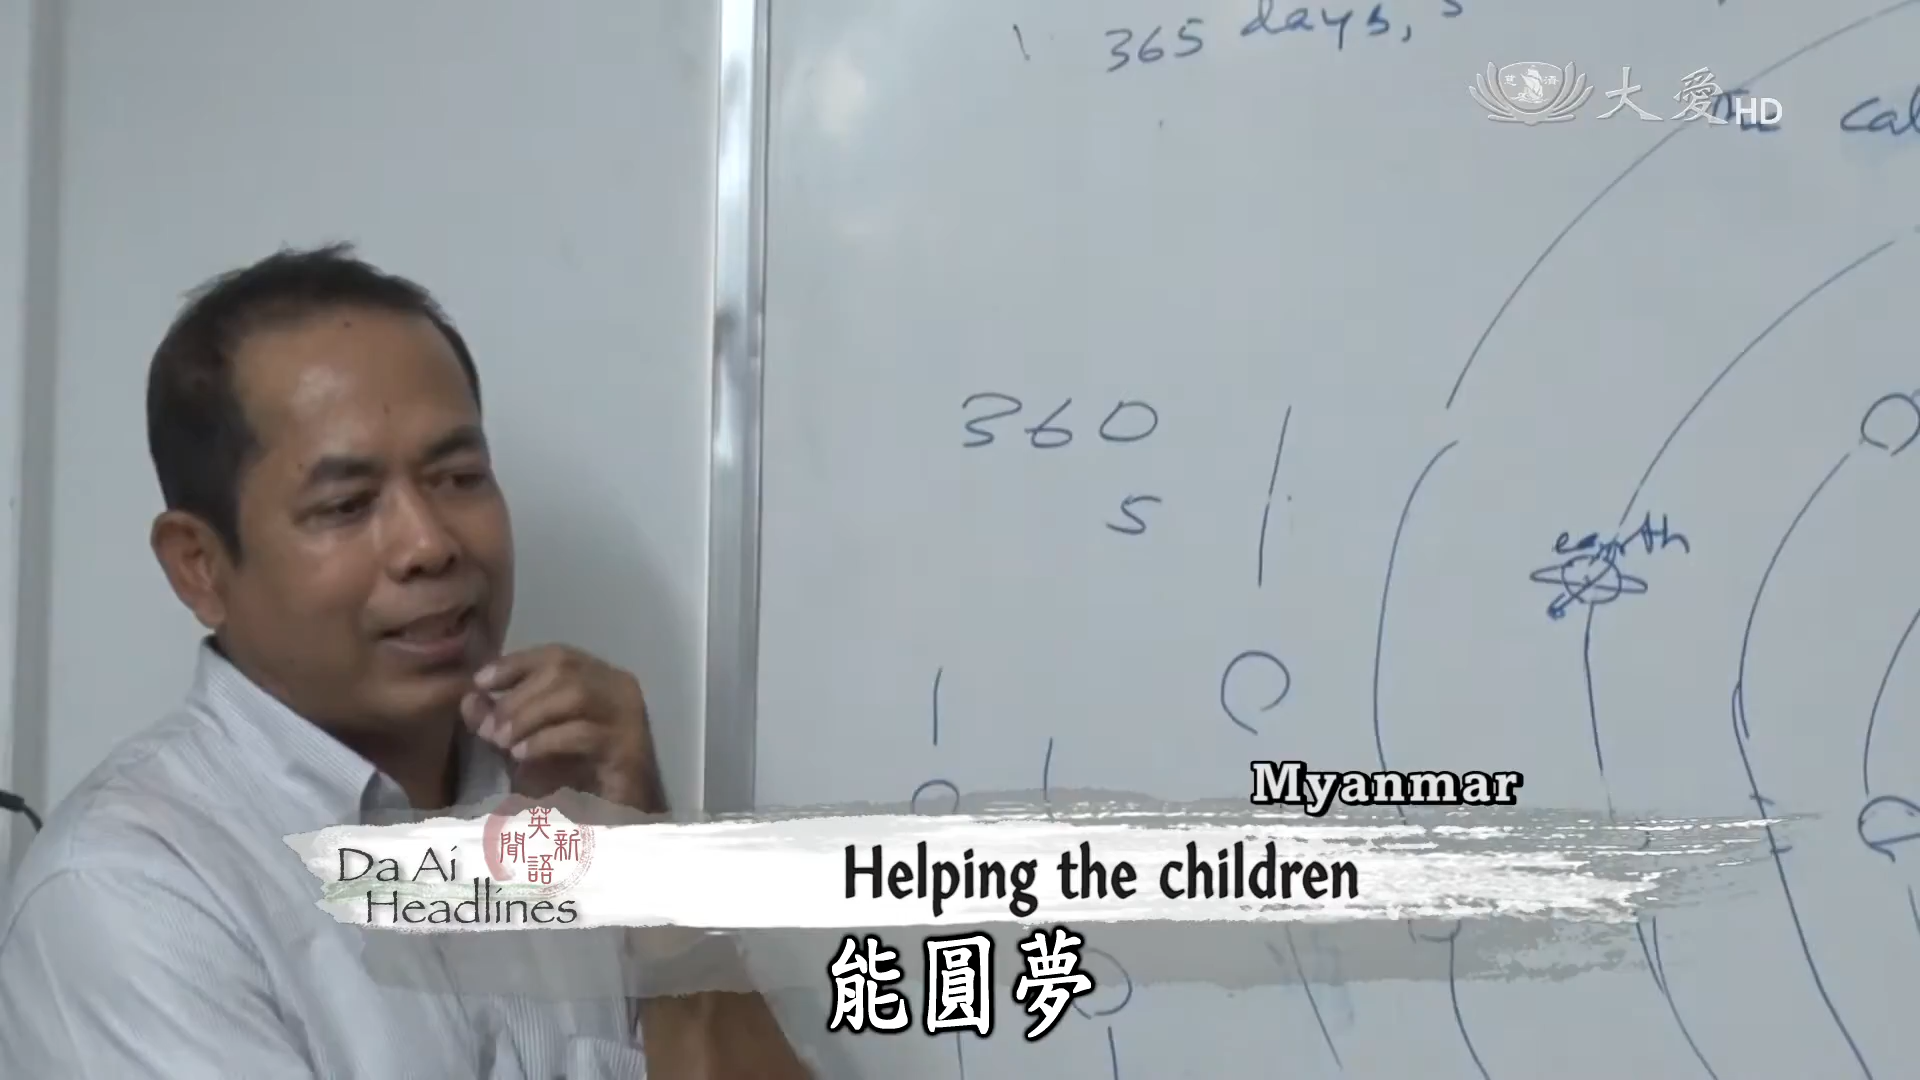 365 days,
大愛HD
cal
360
5
earth
Myanmar
Da Ai
Headlines
英
聞 新
語
Helping the children
能圓夢